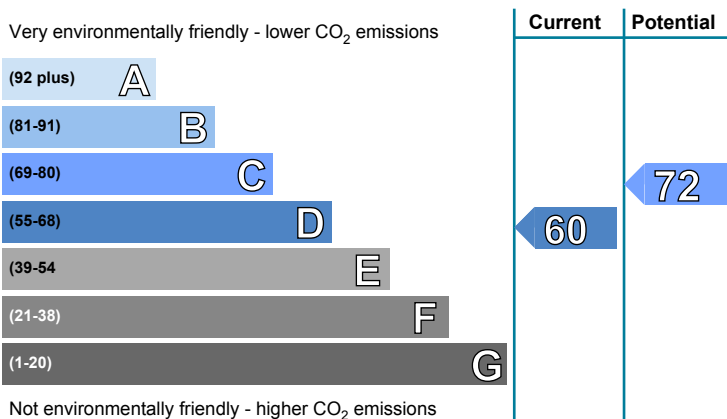 Current Potential
Very environmentally friendly - lower CO2 emissions
(92 plus) A
(81-91) B
(69-80) C
72
(55-68) D
60
(39-54 E
(21-38) F
(1-20) G
Not environmentally friendly - higher CO2 emissions